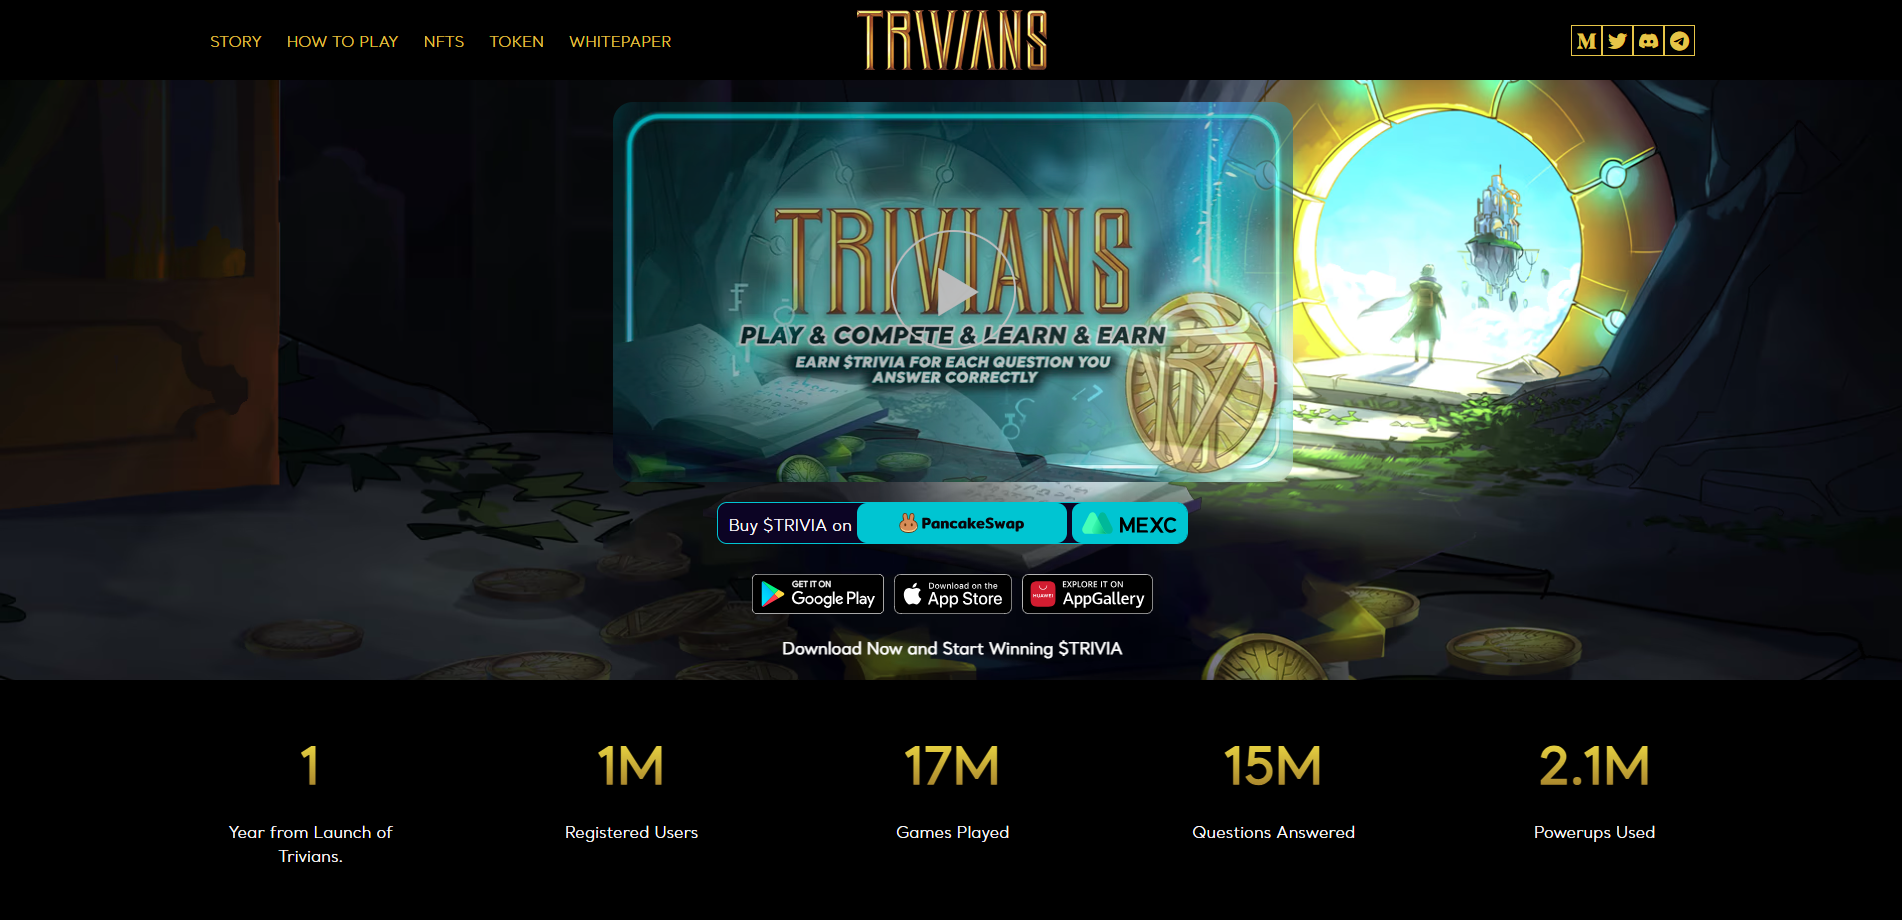 STORY
HOW TO PLAY
NFTS
TOKEN
WHITEPAPER
TRIVIANS
TRIVIANS
PLAY & COMPETE & LEARN & EARN
EARN $TRIVIA FOR EACH QUESTION YOU
ANSWER CORRECTLY
Buy $TRIVIA on
PancakeSwap
MEXC
GET IT ON
Google Play
Download on the
App Store
HUAWEI
EXPLORE IT ON
AppGallery
Download Now and Start Winning $TRIVIA
1
Year from Launch of
Trivians.
1M
Registered Users
17M
Games Played
15M
Questions Answered
2.1M
Powerups Used